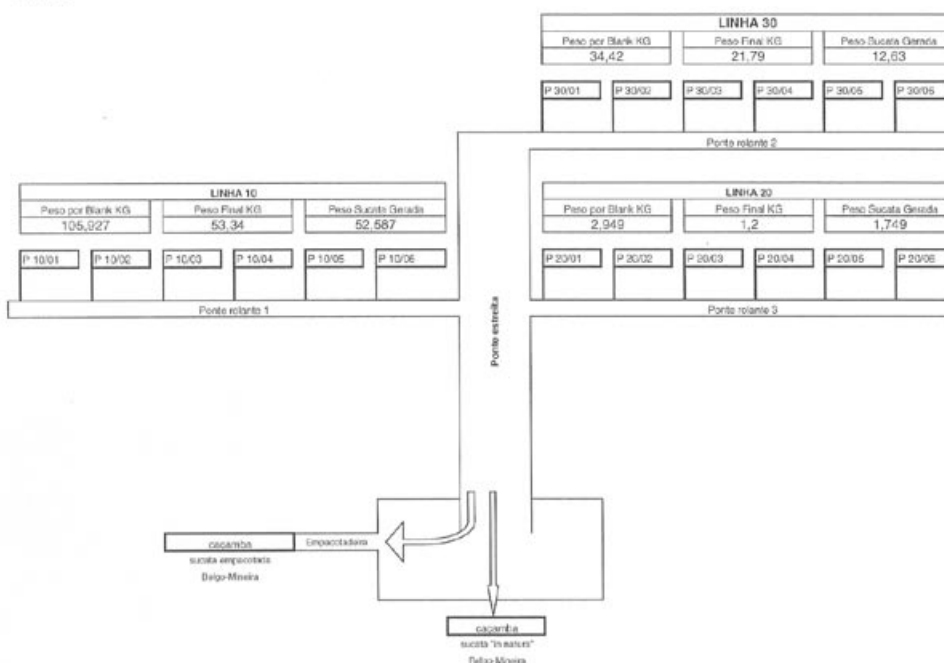 LINHA 30
Peso por Blank KG Peso Final KG Peso Sucata Gerada
34,42 21,79 12,63
P 30/01 P 30/02 P 30/03 P 30/04 P 30/05 P 30/06
Ponte rolante 2
LINHA 10
Peso por Blank KG Peso Final KG Peso Sucata Gerada
105,927 53,34 52,587
P 10/01 P 10/02 P 10/03 P 10/04 P 10/05 P 10/06
Ponte rolante 1
LINHA 20
Peso por Blank KG Peso Final KG Peso Sucata Gerada
2,949 1,2 1,749
P 20/01 P 20/02 P 20/03 P 20/04 P 20/05 P 20/06
Ponte rolante 3
Ponte estreita
caçamba Empacotadeira
sucata empacotada
Belgo-Mineira
caçamba
sucata "in natura"
Belgo-Mineira